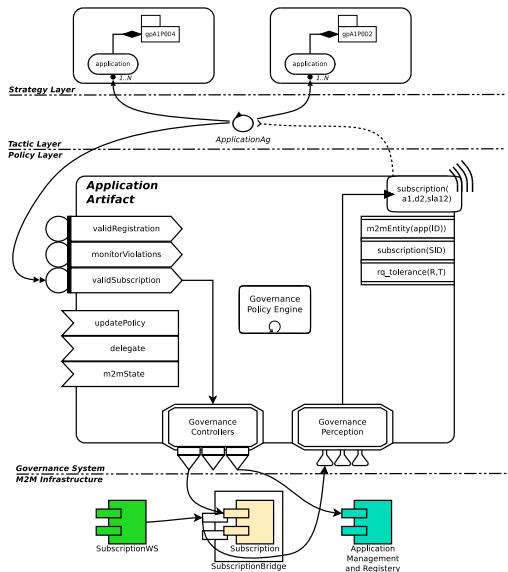 gpA1P0D4
application
1..N
gpA1P0D2
application
1..N
Strategy Layer
ApplicationAg
Tactic Layer
Policy Layer
Application
Artifact
subscription(
a1,d2,sla12)
validRegistration
monitorViolations
validSubscription
m2mEntity(app(ID))
subscription(SID)
rq_tolerance(R,T)
Governance
Policy Engine
updatePolicy
delegate
m2mState
Governance
Controllers
Governance
Perception
Governance System
M2M Infrastructure
SubscriptionWS
Subscription
SubscriptionBridge
Application
Management
and Registery